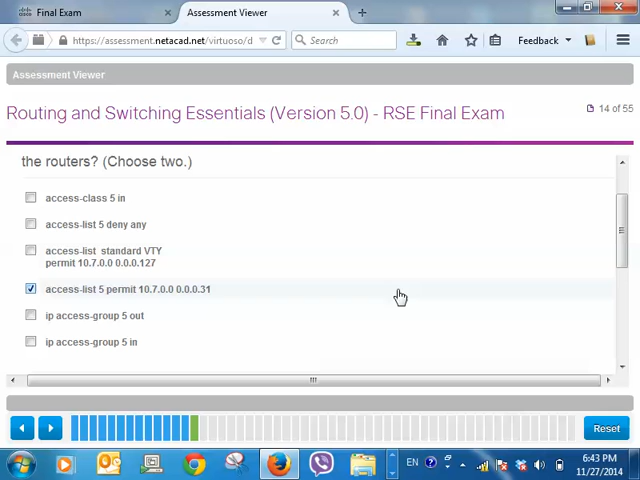 Final Exam
Assessment Viewer
https://assessment.netacad.net/virtuoso/d
Search
Feedback
Assessment Viewer
Routing and Switching Essentials (Version 5.0) - RSE Final Exam
14 of 55
the routers? (Choose two.)
access-class 5 in
access-list 5 deny any
access-list standard VTY
permit 10.7.0.0 0.0.0.127
access-list 5 permit 10.7.0.0 0.0.0.31
ip access-group 5 out
ip access-group 5 in
Reset
EN
6:43 PM
11/27/2014